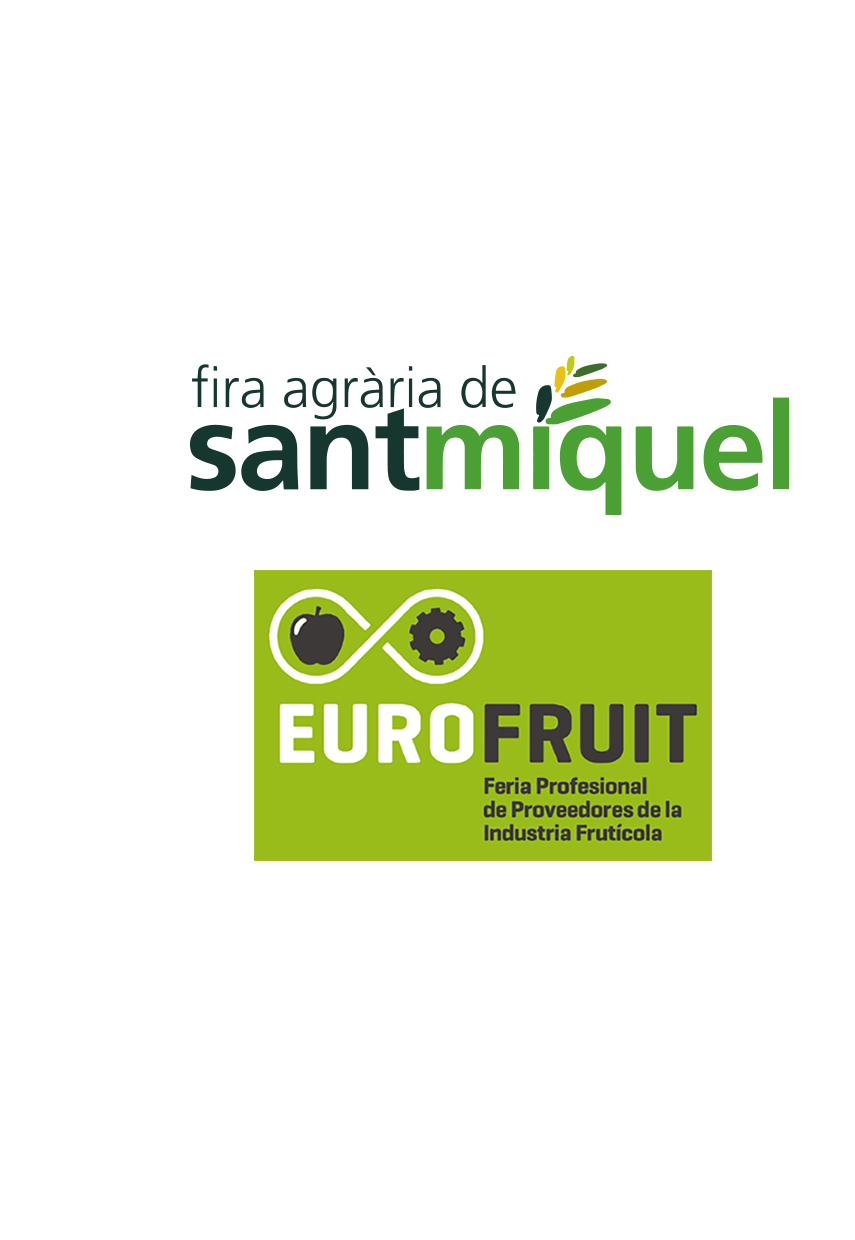 fira agrària de
santmiquel
EUROFRUIT
Feria Profesional
de Proveedores de la
Industria Frutícola